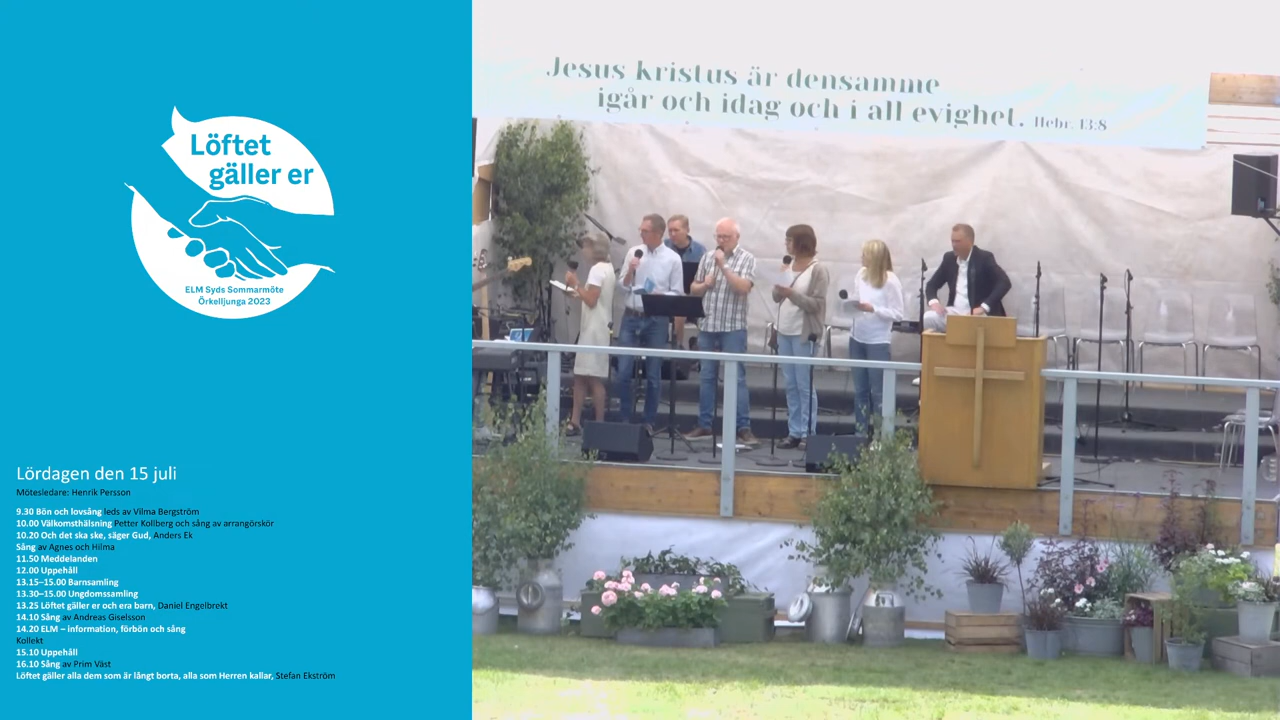 Löftet
gäller er
ELM Syds Sommarmöte
Örkelljunga 2023
Lördagen den 15 juli
Mötesledare: Henrik Persson
9.30 Bön och lovsång leds av Vilma Bergström
10.00 Välkomsthälsning Petter Kollberg och sång av arrangörskör
10.20 Och det ska ske, säger Gud, Anders Ek
Sång av Agnes och Hilma
11.50 Meddelanden
12.00 Uppehåll
13.15–15.00 Barnsamling
13.30–15.00 Ungdomssamling
13.25 Löftet gäller er och era barn, Daniel Engelbrekt
14.10 Sång av Andreas Giselsson
14.20 ELM – information, förbön och sång
Kollekt
15.10 Uppehåll
16.10 Sång av Prim Väst
Löftet gäller alla dem som är långt borta, alla som Herren kallar, Stefan Ekström
Jesus kristus är densamme
igår och idag och i all evighet. Hebr. 13:8